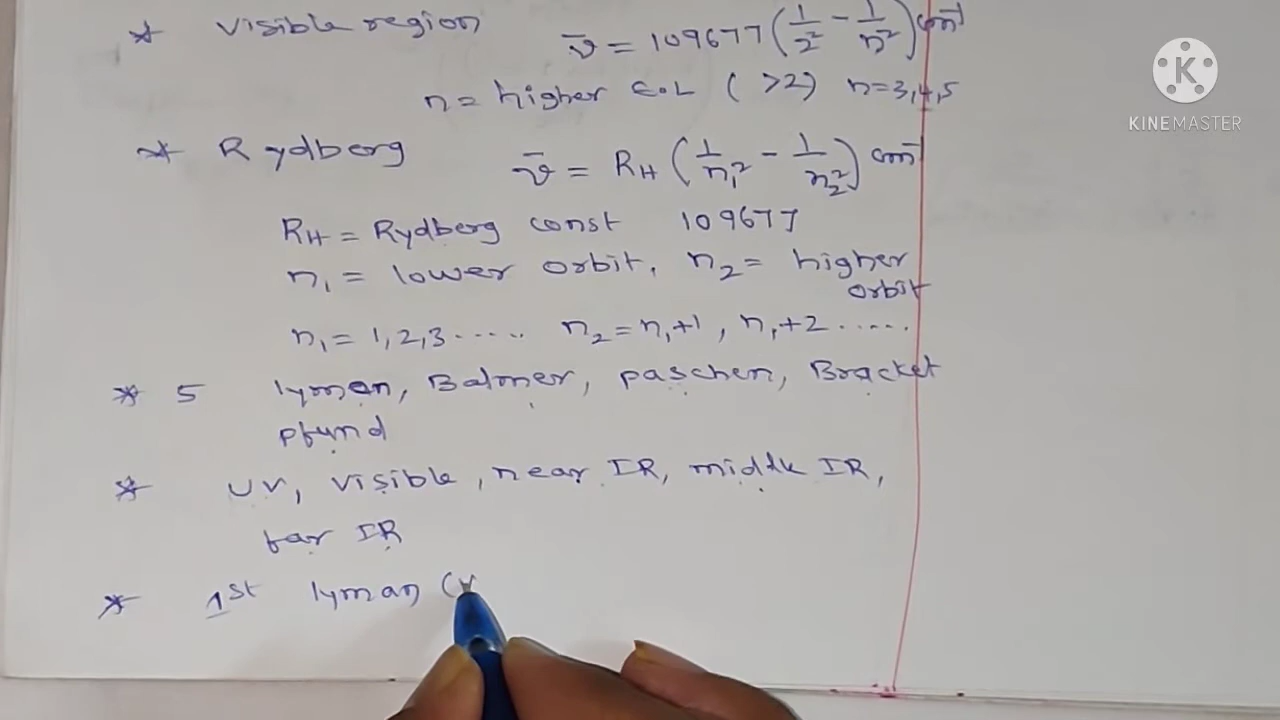 * Visible region ν̄ = 109677 (1/2² - 1/n²) cm⁻¹
n = higher E.L (>2) n=3,4,5
* Rydberg ν̄ = RH (1/n₁² - 1/n₂²) cm⁻¹
RH = Rydberg const 109677
n₁ = lower orbit, n₂ = higher
orbit
n₁ = 1,2,3 ..... n₂ = n₁+1, n₁+2 .....
* 5 lyman, Balmer, paschen, Bracket
pfund
* UV, visible, near IR, middle IR,
far IR
* 1st lyman (
K
KINEMASTER